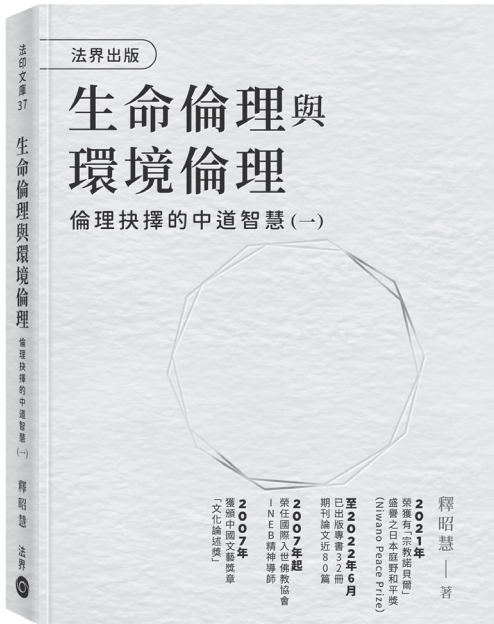 法印文庫
37
生命倫理與環境倫理
倫理抉擇的中道智慧(一)
釋昭慧
法界
法界出版
生命倫理與
環境倫理
倫理抉擇的中道智慧(一)
釋昭慧—著
2021年
榮獲有「宗教諾貝爾」
盛譽之日本庭野和平獎
(Niwano Peace Prize)
至2022年6月
已出版專書32冊
期刊論文近80篇
2007年起
榮任國際入世佛教協會
INEB精神導師
2007年
獲頒中國文藝獎章
「文化論述獎」